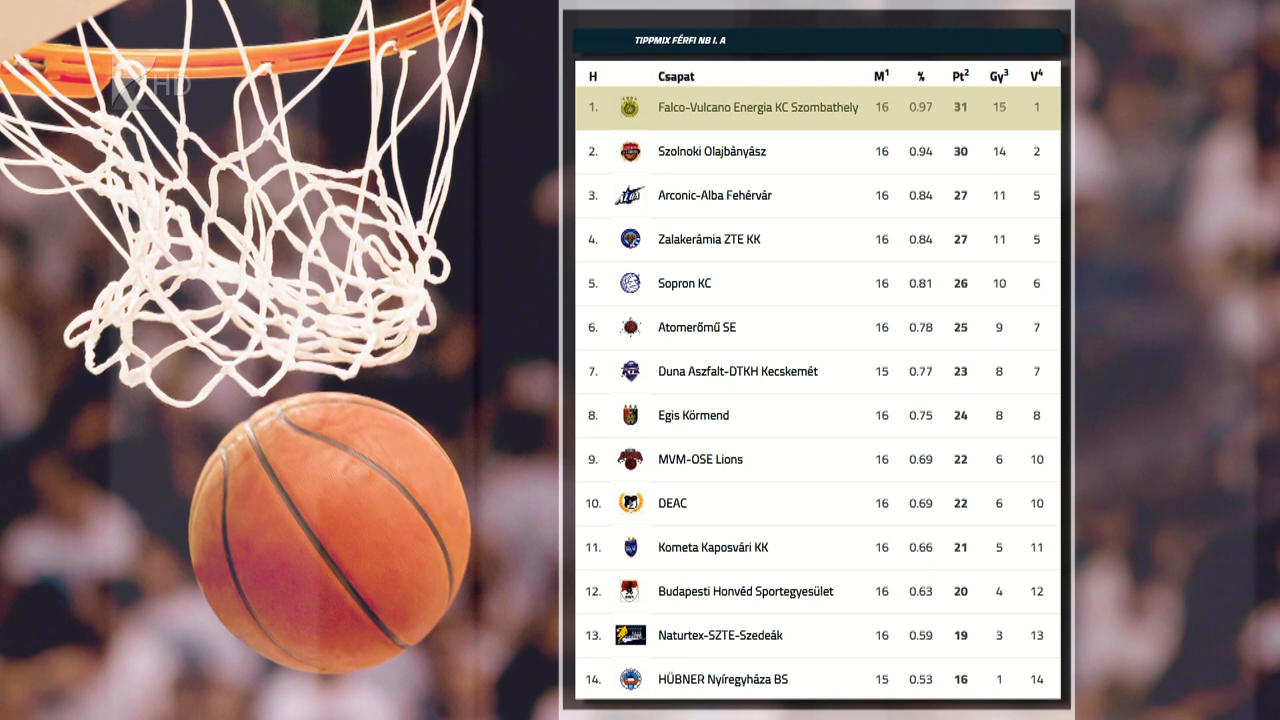 HD
TIPPMIX FÉRFI NB I. A
H Csapat M¹ % Pt² Gy³ V⁴
1. Falco-Vulcano Energia KC Szombathely 16 0.97 31 15 1
2. Szolnoki Olajbányász 16 0.94 30 14 2
3. Arconic-Alba Fehérvár 16 0.84 27 11 5
4. Zalakerâmia ZTE KK 16 0.84 27 11 5
5. Sopron KC 16 0.81 26 10 6
6. Atomerőmű SE 16 0.78 25 9 7
7. Duna Aszfalt-DTKH Kecskemét 15 0.77 23 8 7
8. Egis Körmend 16 0.75 24 8 8
9. MVM-OSE Lions 16 0.69 22 6 10
10. DEAC 16 0.69 22 6 10
11. Kometa Kaposvári KK 16 0.66 21 5 11
12. Budapesti Honvéd Sportegyesület 16 0.63 20 4 12
13. Naturtex-SZTE-Szedeák 16 0.59 19 3 13
14. HÜBNER Nyíregyháza BS 15 0.53 16 1 14